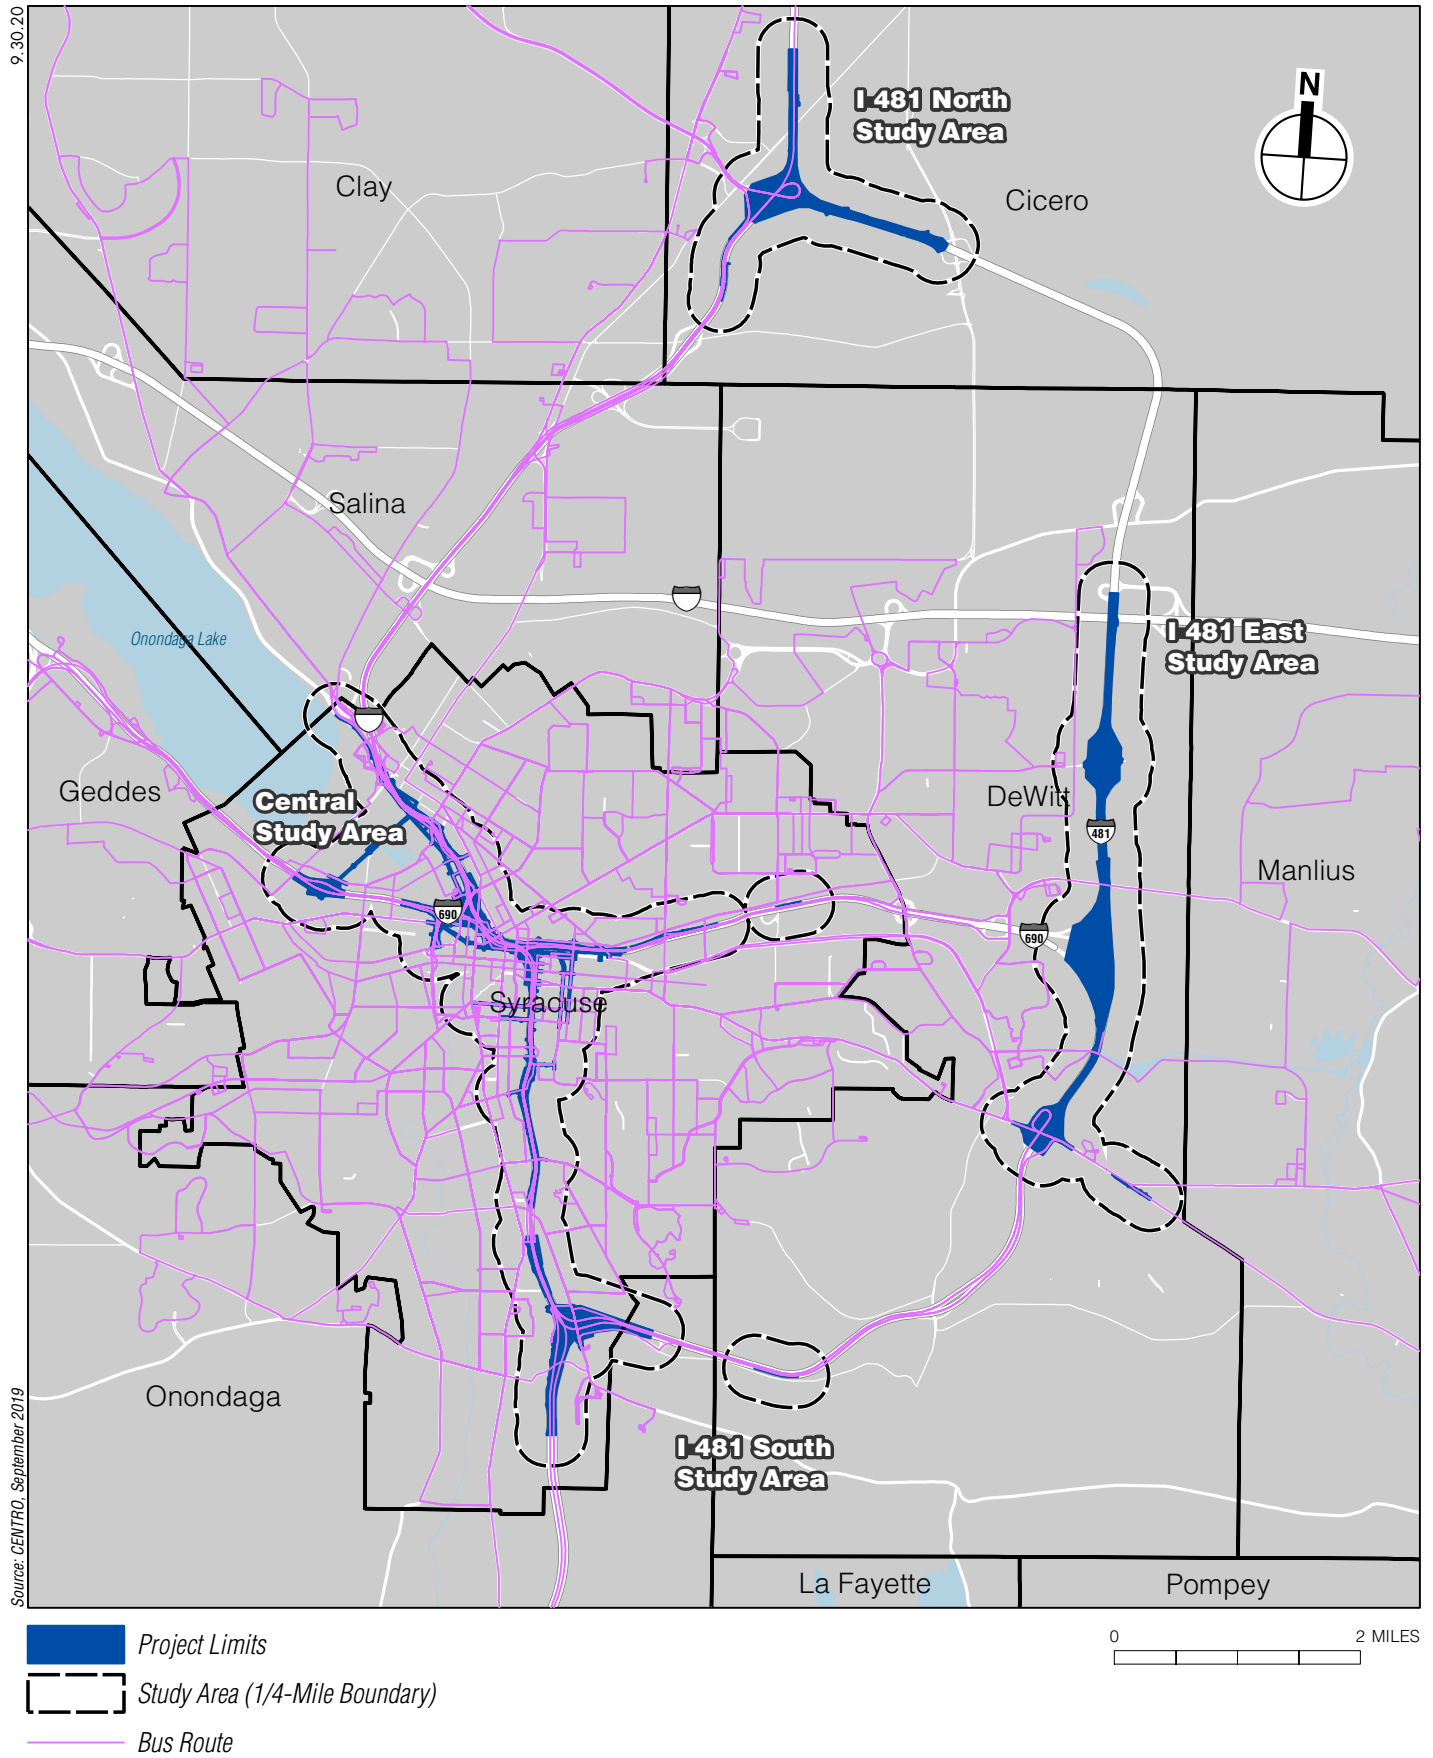 9.30.20
I-481 North
Study Area
N
Clay
Cicero
Salina
Onondaga Lake
I-481 East
Study Area
Geddes
Central
Study Area
DeWitt
481
Manlius
690
690
Syracuse
Onondaga
I-481 South
Study Area
La Fayette
Pompey
Source: CENTRO, September 2019
Project Limits
0
2 MILES
Study Area (1/4-Mile Boundary)
Bus Route